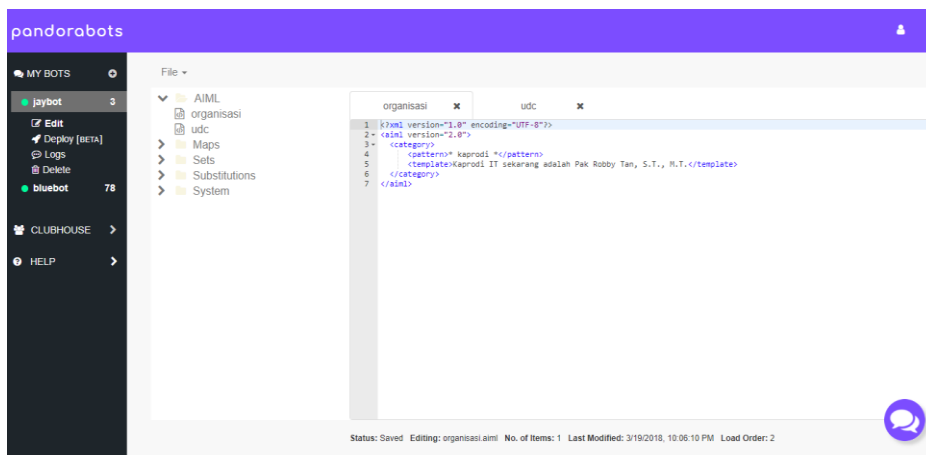 pandorabots
MY BOTS
jaybot 3
Edit
Deploy [BETA]
Logs
Delete
bluebot 78
CLUBHOUSE
HELP
File
AIML
organisasi
udc
Maps
Sets
Substitutions
System
organisasi udc
1 <?xml version="1.0" encoding="UTF-8"?>
2 <aiml version="2.0">
3 <category>
4 <pattern>* kaprodi *</pattern>
5 <template>Kaprodi IT sekarang adalah Pak Robby Tan, S.T., M.T.</template>
6 </category>
7 </aiml>
Status: Saved Editing: organisasi.aiml No. of Items: 1 Last Modified: 3/19/2018, 10:06:10 PM Load Order: 2